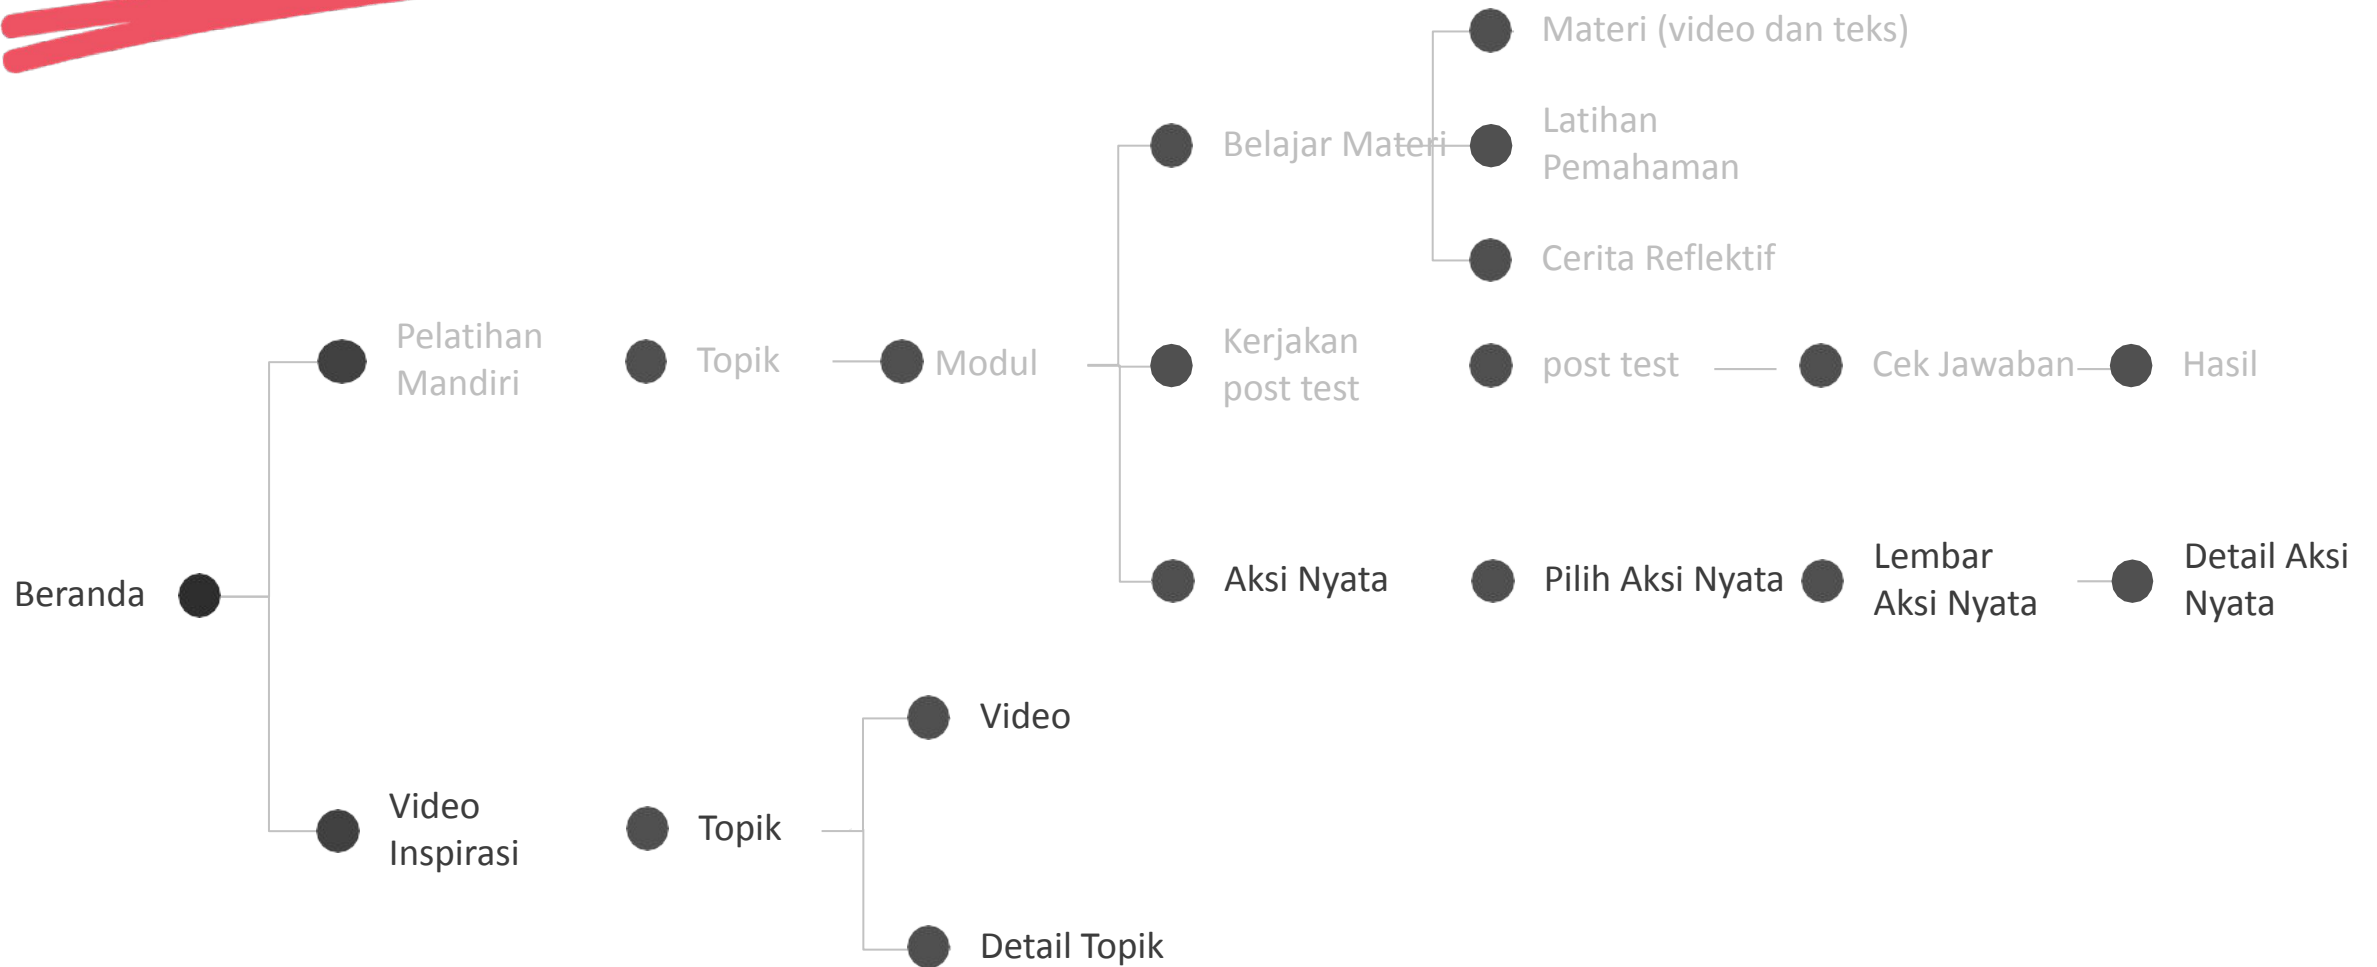 Materi (video dan teks)
Latihan
Pemahaman
Belajar Materi
Cerita Reflektif
Pelatihan
Mandiri
Topik
Modul
Kerjakan
post test
post test
Cek Jawaban
Hasil
Beranda
Aksi Nyata
Pilih Aksi Nyata
Lembar
Aksi Nyata
Detail Aksi
Nyata
Video
Inspirasi
Topik
Video
Detail Topik